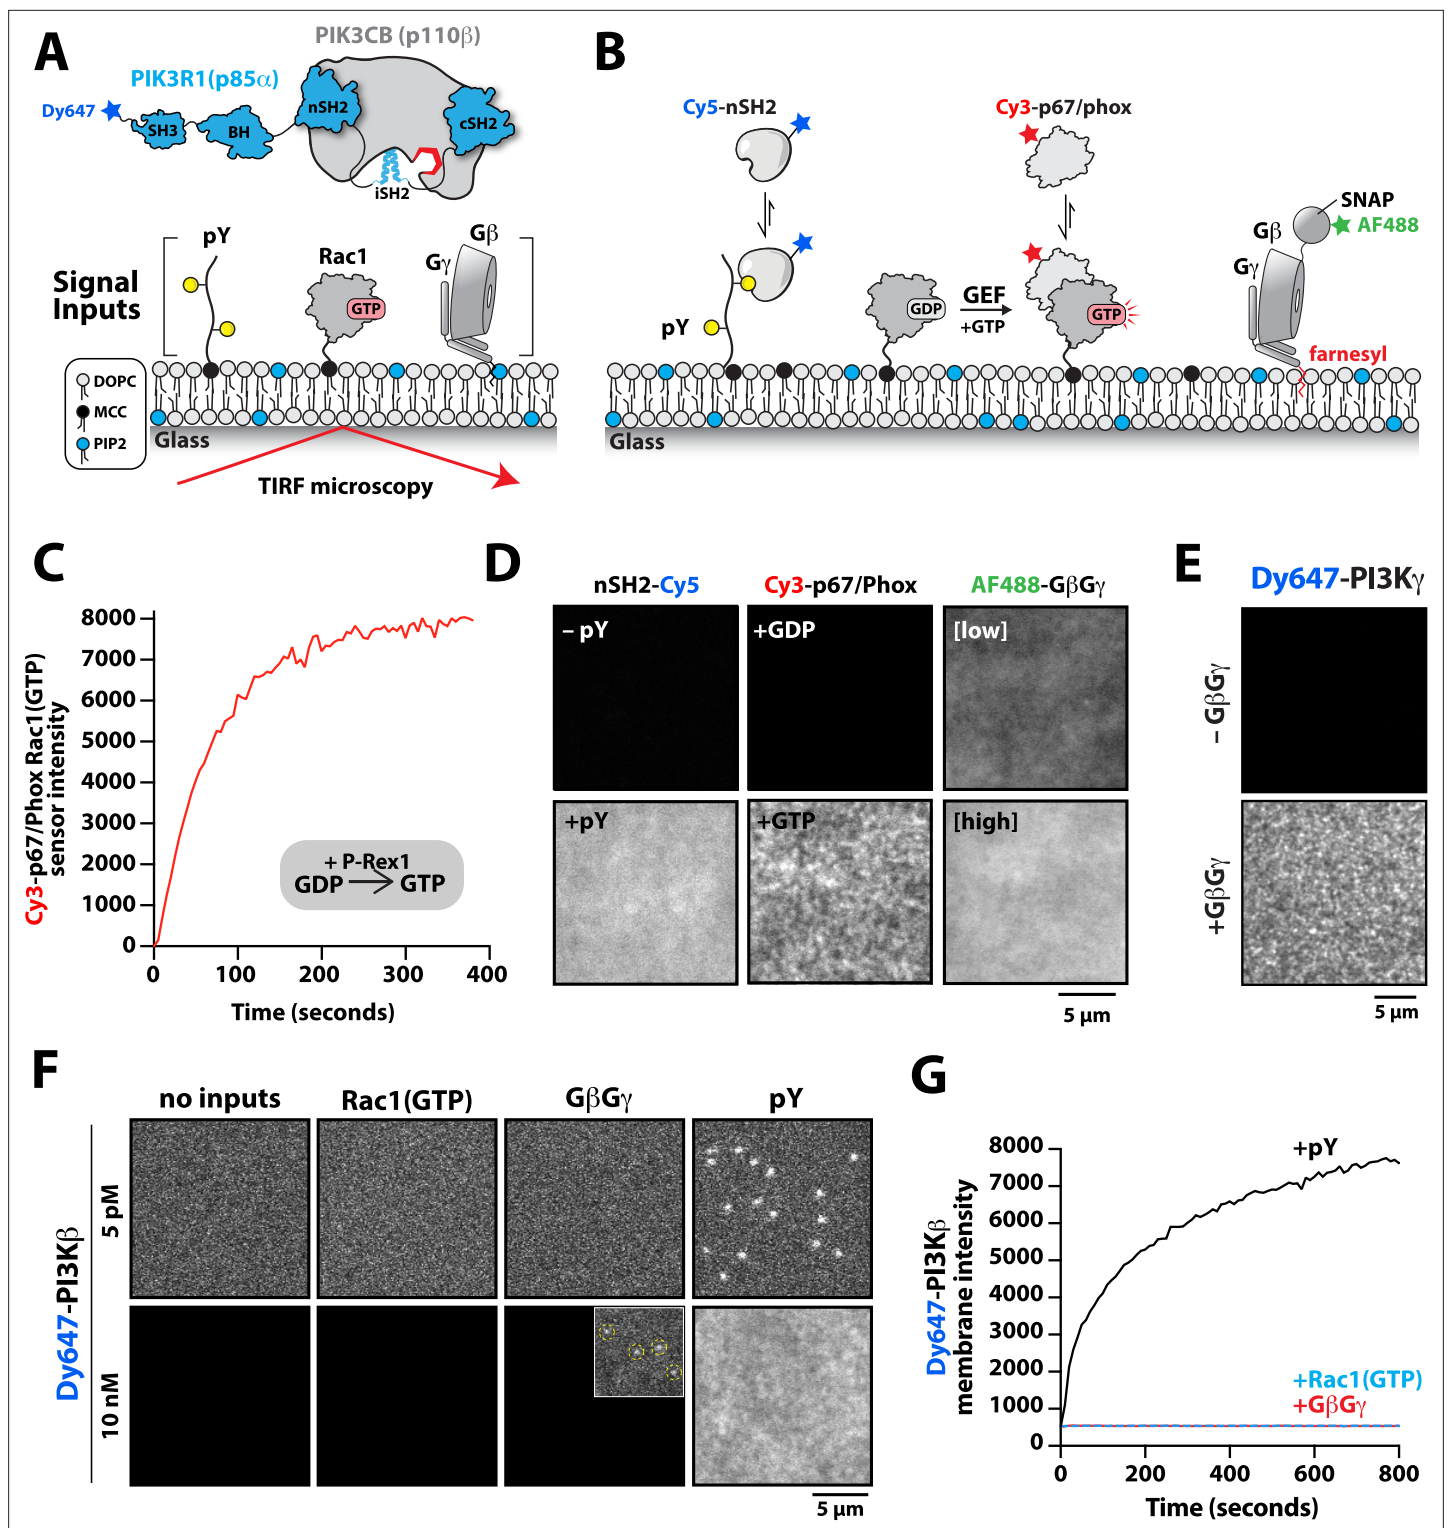 A
PIK3CB (p110β)
PIK3R1(p85α)
Dy647
SH3
BH
nSH2
cSH2
iSH2
Signal
Inputs
pY
Rac1
GTP
Gβ
Gγ
DOPC
MCC
PIP2
Glass
TIRF microscopy
B
Cy5-nSH2
Cy3-p67/phox
SNAP
AF488
Gβ
Gγ
pY
GDP
GEF
+GTP
GTP
farnesyl
Glass
C
Cy3-p67/Phox Rac1(GTP)
sensor intensity
8000
7000
6000
5000
4000
3000
2000
1000
0
+ P-Rex1
GDP
GTP
0
100
200
300
400
Time (seconds)
D
nSH2-Cy5
Cy3-p67/Phox
AF488-GβGγ
– pY
+GDP
[low]
+pY
+GTP
[high]
5 µm
E
Dy647-PI3Kγ
– GβGγ
+GβGγ
5 µm
F
no inputs
Rac1(GTP)
GβGγ
pY
Dy647-PI3Kβ
5 pM
10 nM
5 µm
G
Dy647-PI3Kβ
membrane intensity
8000
7000
6000
5000
4000
3000
2000
1000
0
+pY
+Rac1(GTP)
+GβGγ
0
200
400
600
800
Time (seconds)